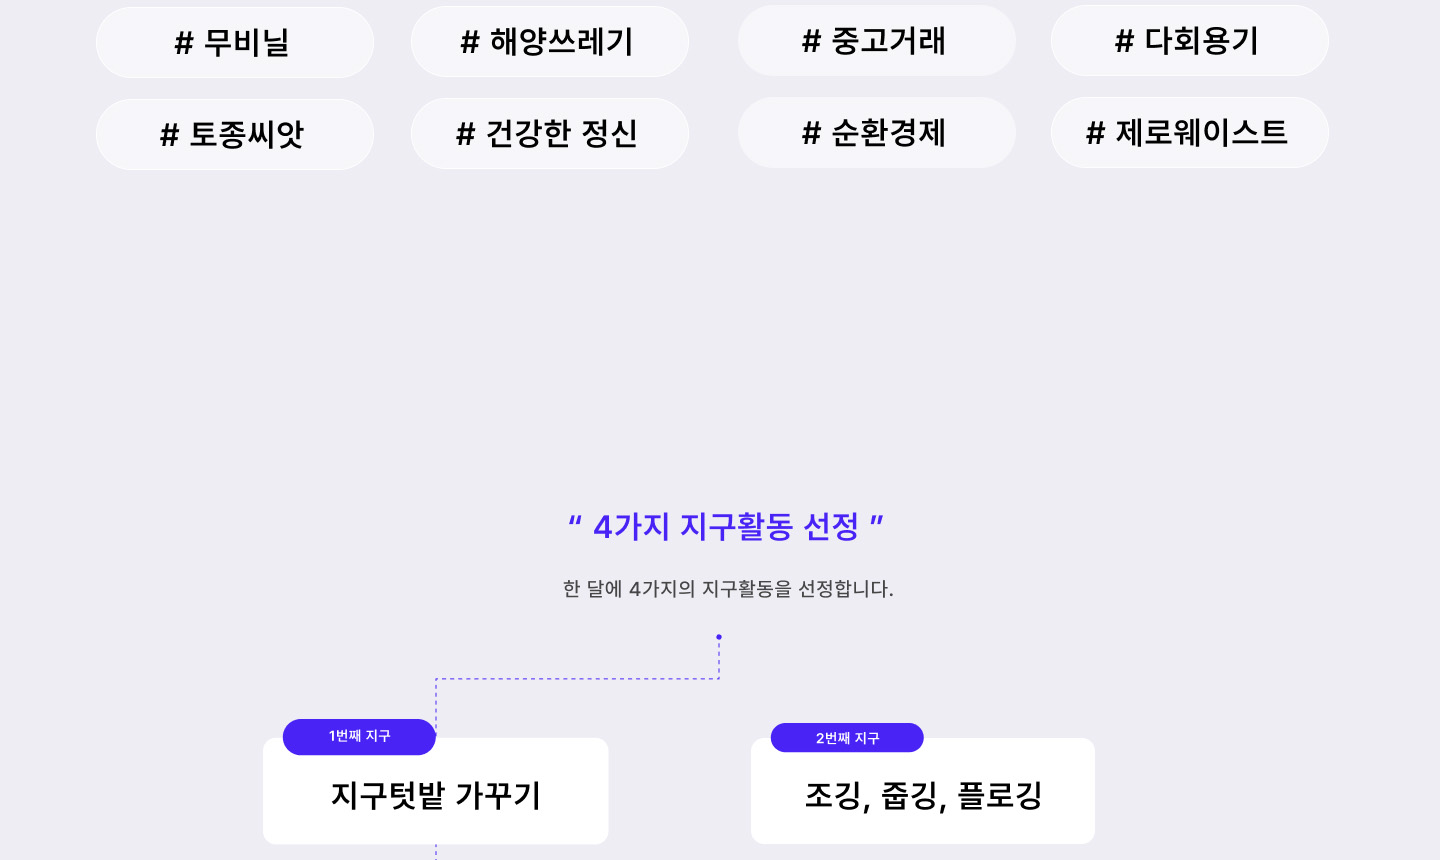 # 무비닐
# 해양쓰레기
# 중고거래
# 다회용기
# 토종씨앗
# 건강한 정신
# 순환경제
# 제로웨이스트
“ 4가지 지구활동 선정 ”
한 달에 4가지의 지구활동을 선정합니다.
1번째 지구
지구텃밭 가꾸기
2번째 지구
조깅, 줍깅, 플로깅